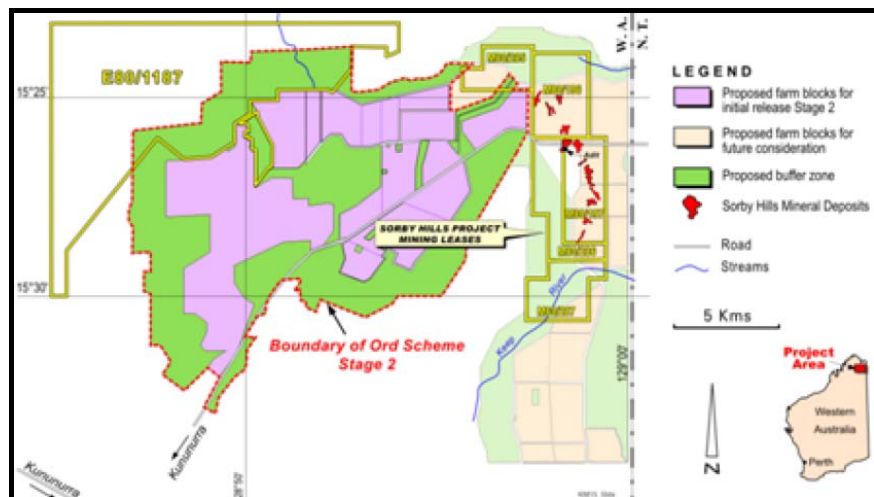 W. A.
N. T.
E80/1187
15°25'
15°30'
SORBY HILLS PROJECT
MINING LEASES
Adit
River
Keep
Boundary of Ord Scheme
Stage 2
Kununurra
Kununurra
129°00'
LEGEND
Proposed farm blocks for
initial release Stage 2
Proposed farm blocks for
future consideration
Proposed buffer zone
Sorby Hills Mineral Deposits
Road
Streams
5 Kms
N
Project
Area
Western
Australia
Perth